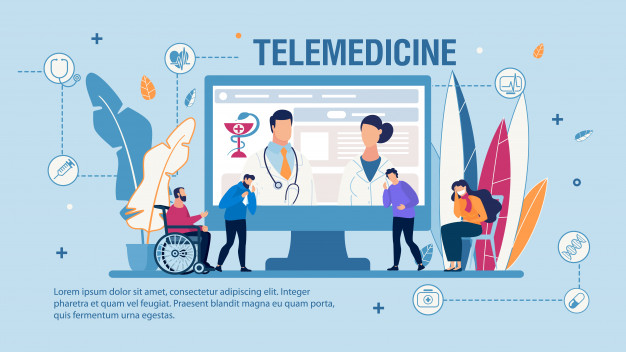 TELEMEDICINE
Lorem ipsum dolor sit amet, consectetur adipiscing elit. Integer
pharetra et quam vel feugiat. Praesent blandit magna eu quam porta,
quis fermentum urna egestas.